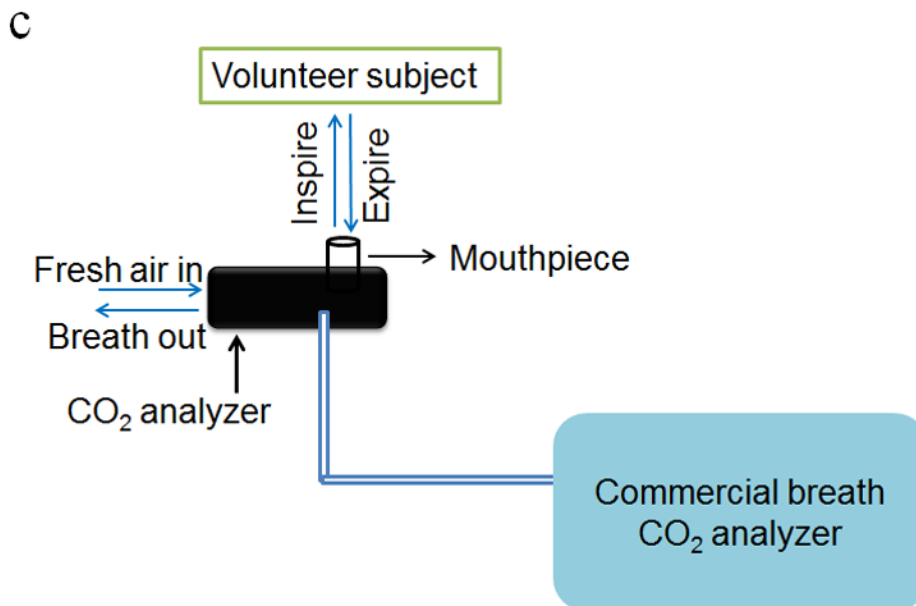 c
Volunteer subject
Inspire
Expire
Mouthpiece
Fresh air in
Breath out
CO₂ analyzer
Commercial breath
CO₂ analyzer